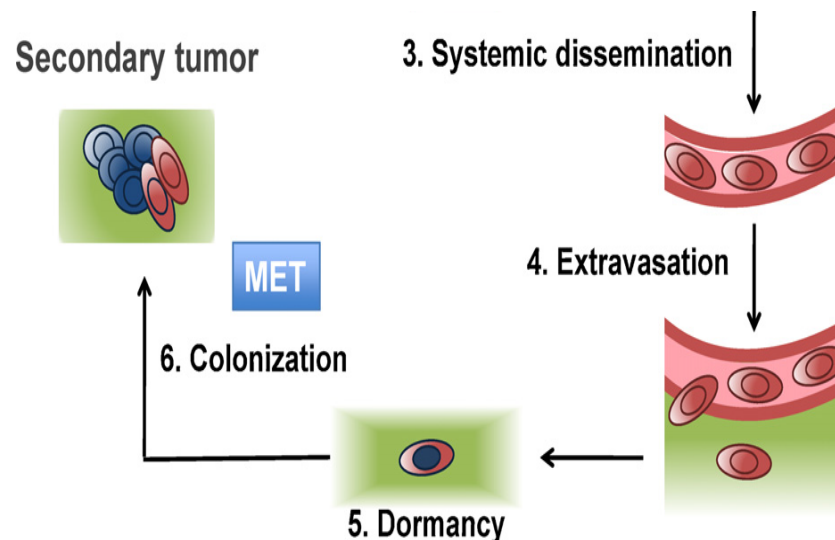 Secondary tumor
3. Systemic dissemination
4. Extravasation
MET
6. Colonization
5. Dormancy